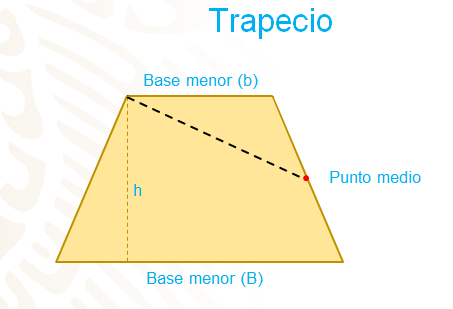 Trapecio
Base menor (b)
Punto medio
h
Base menor (B)